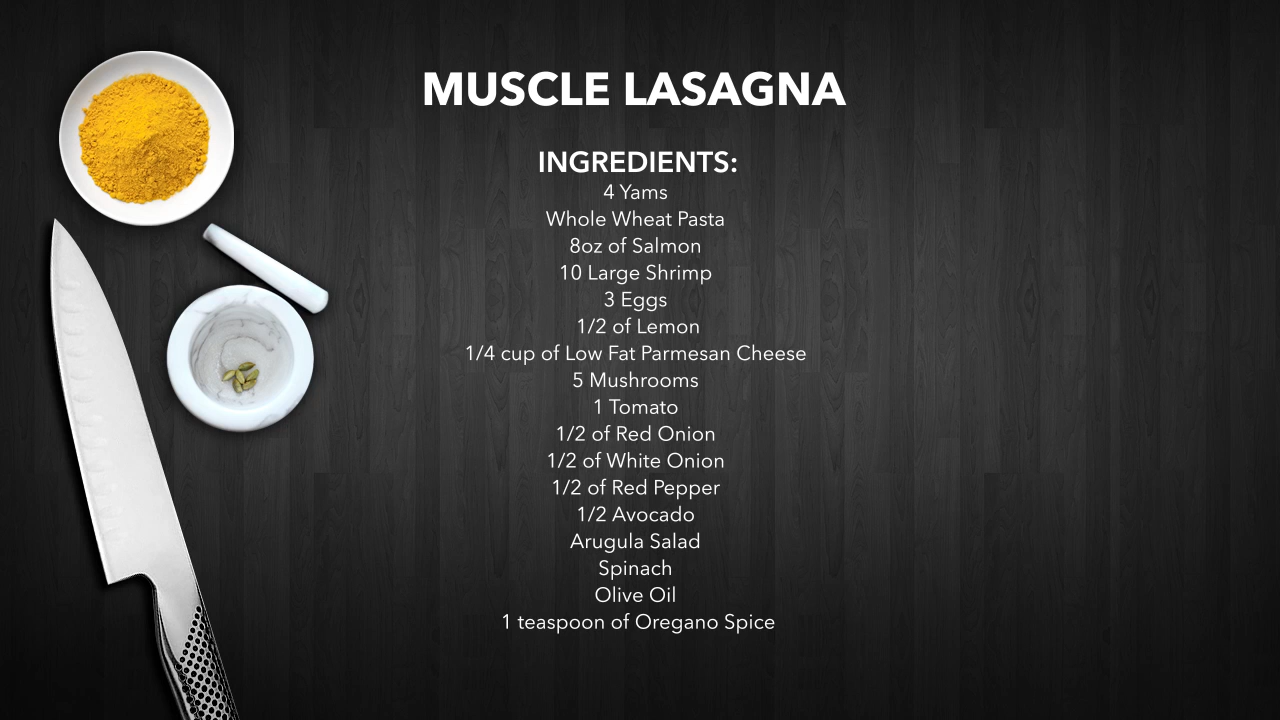 MUSCLE LASAGNA
INGREDIENTS:
4 Yams
Whole Wheat Pasta
8oz of Salmon
10 Large Shrimp
3 Eggs
1/2 of Lemon
1/4 cup of Low Fat Parmesan Cheese
5 Mushrooms
1 Tomato
1/2 of Red Onion
1/2 of White Onion
1/2 of Red Pepper
1/2 Avocado
Arugula Salad
Spinach
Olive Oil
1 teaspoon of Oregano Spice